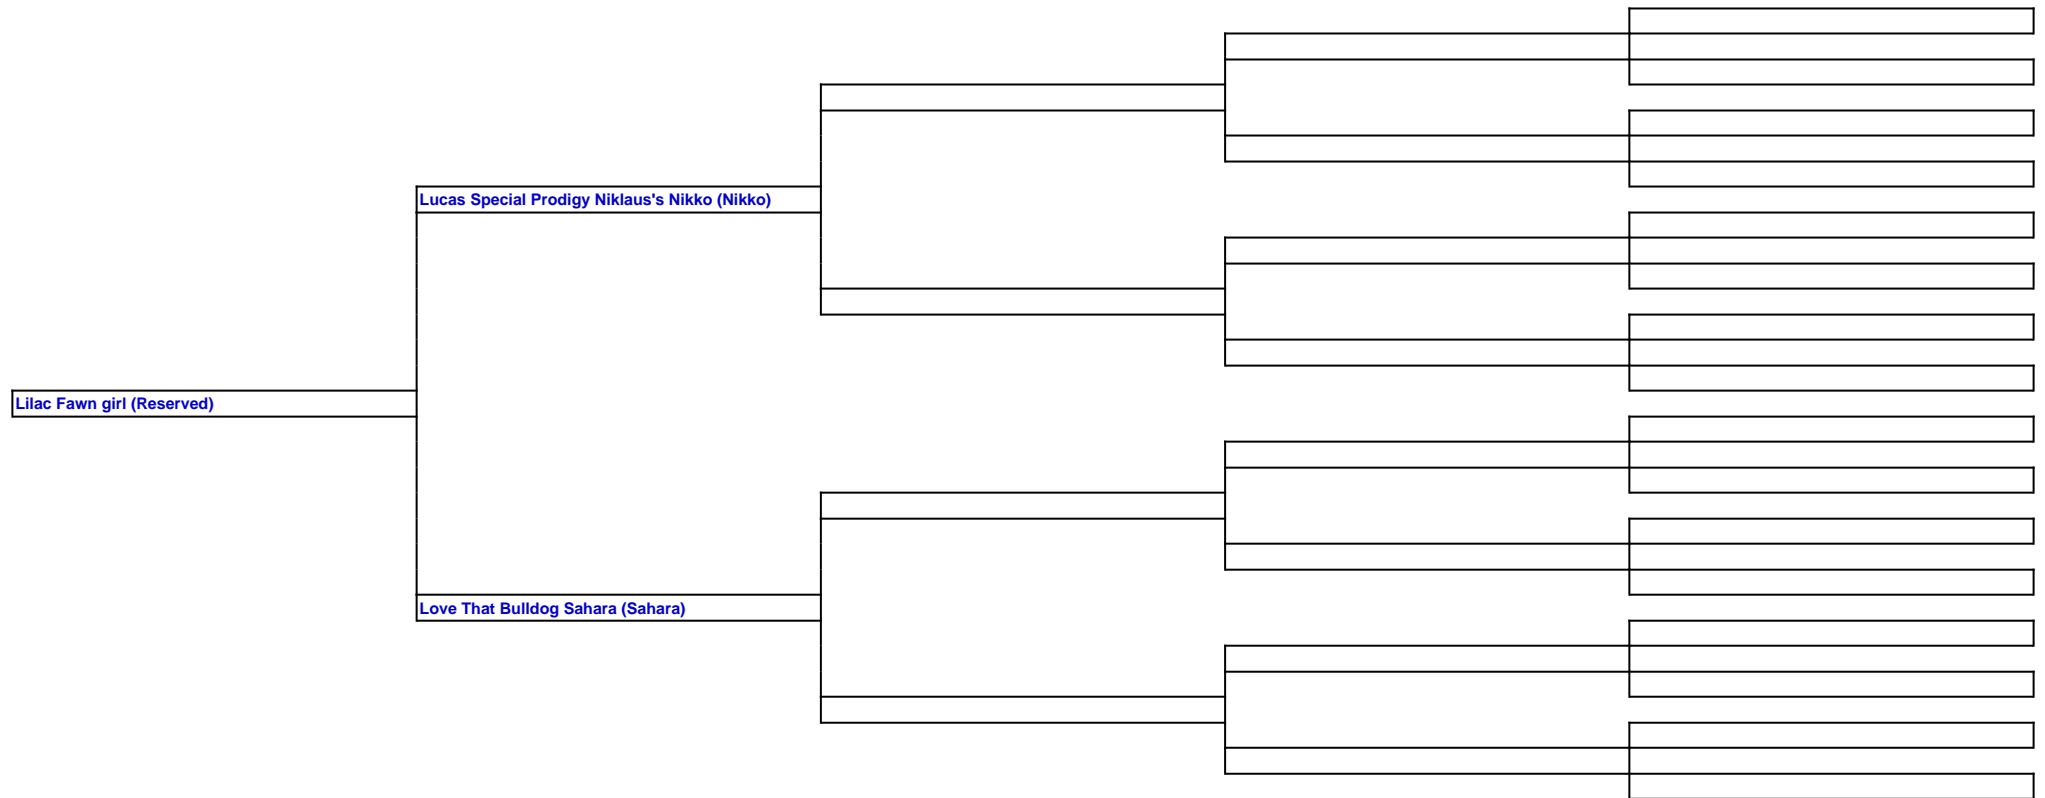 Lucas Special Prodigy Niklaus's Nikko (Nikko)
Lilac Fawn girl (Reserved)
Love That Bulldog Sahara (Sahara)